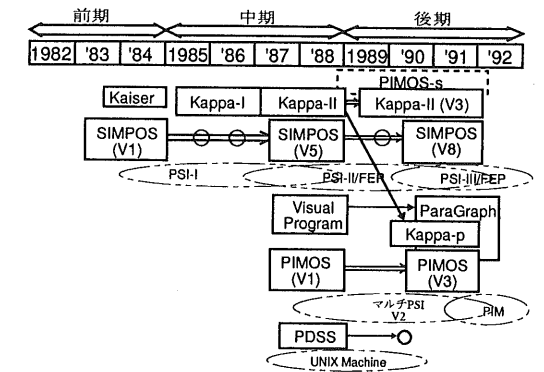 前期 中期 後期
1982 '83 '84 1985 '86 '87 '88 1989 '90 '91 '92
PIMOS-s
Kaiser Kappa-I Kappa-II Kappa-II (V3)
SIMPOS
(V1)
SIMPOS
(V5)
SIMPOS
(V8)
PSI-I PSI-II/FEP PSI-III/FEP
Visual
Program
ParaGraph
Kappa-p
PIMOS
(V1)
PIMOS
(V3)
マルチPSI
V2
PIM
PDSS
UNIX Machine